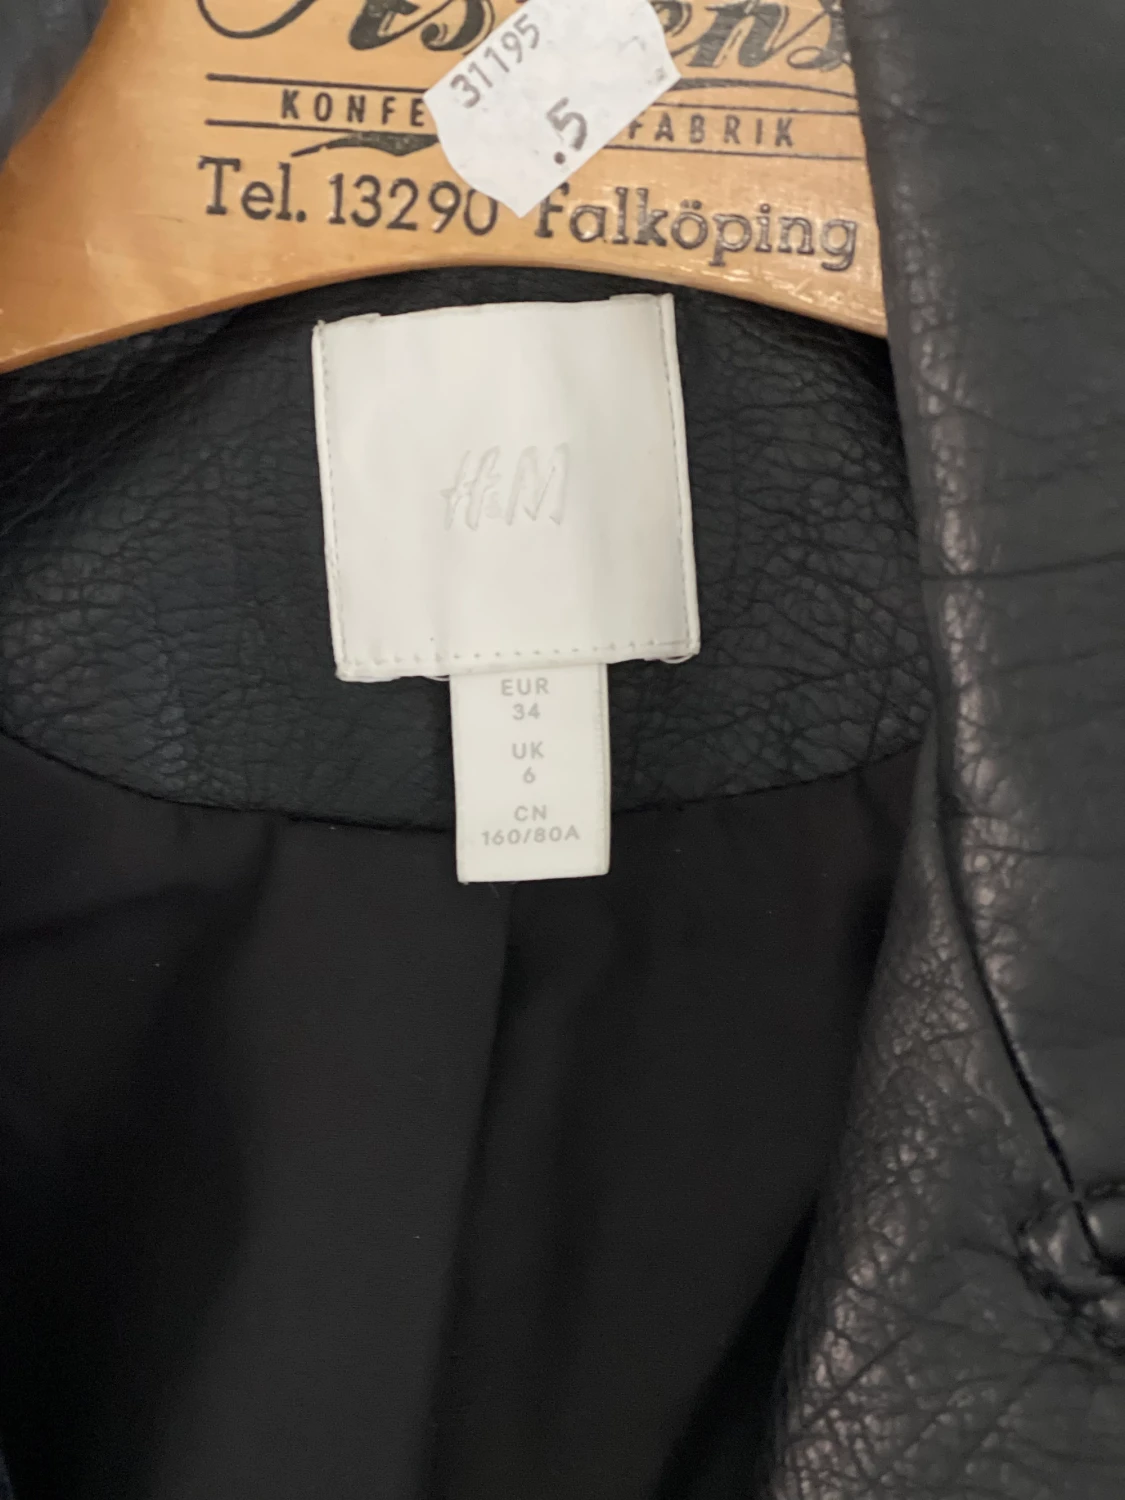 31195
.5
KONFE FABRIK
Tel. 13290 Falköping
H&M
EUR
34
UK
6
CN
160/80A